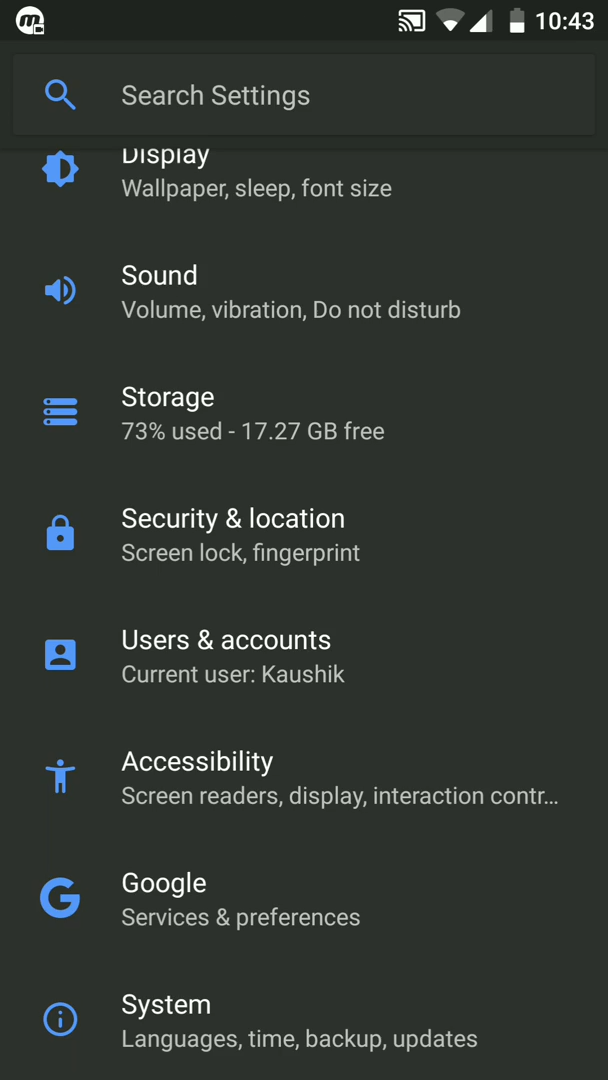 10:43
Search Settings
Display
Wallpaper, sleep, font size
Sound
Volume, vibration, Do not disturb
Storage
73% used - 17.27 GB free
Security & location
Screen lock, fingerprint
Users & accounts
Current user: Kaushik
Accessibility
Screen readers, display, interaction contr…
Google
Services & preferences
System
Languages, time, backup, updates